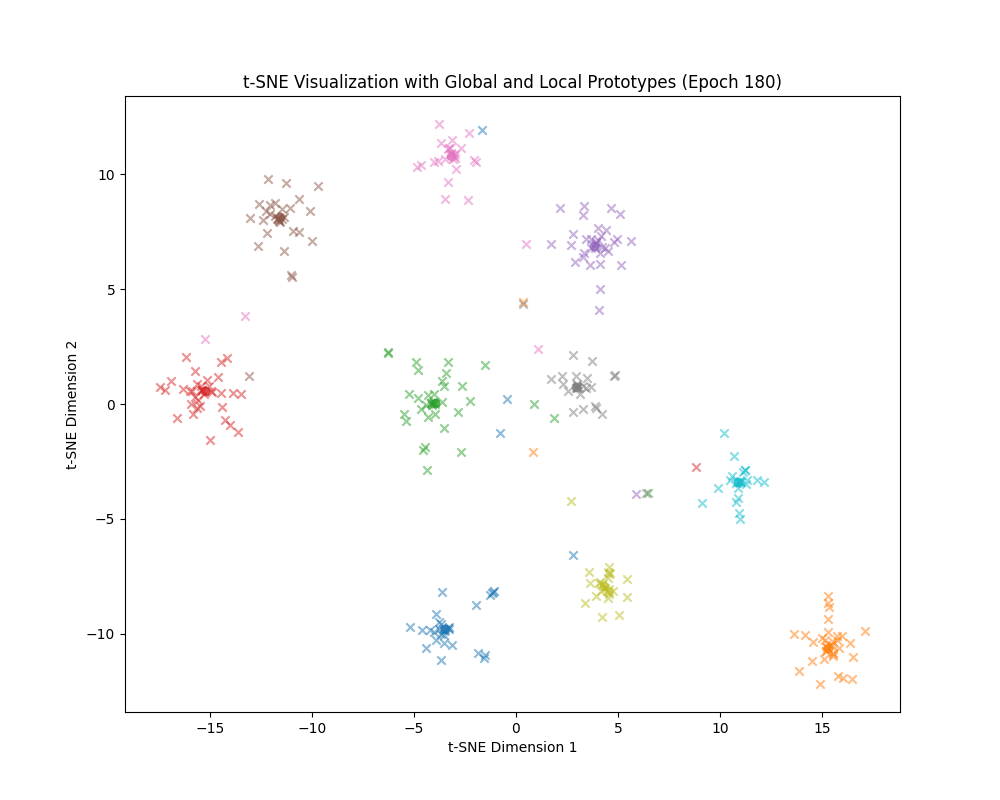 t-SNE Visualization with Global and Local Prototypes (Epoch 180)
10
5
0
−5
−10
t-SNE Dimension 2
−15 −10 −5 0 5 10 15
t-SNE Dimension 1